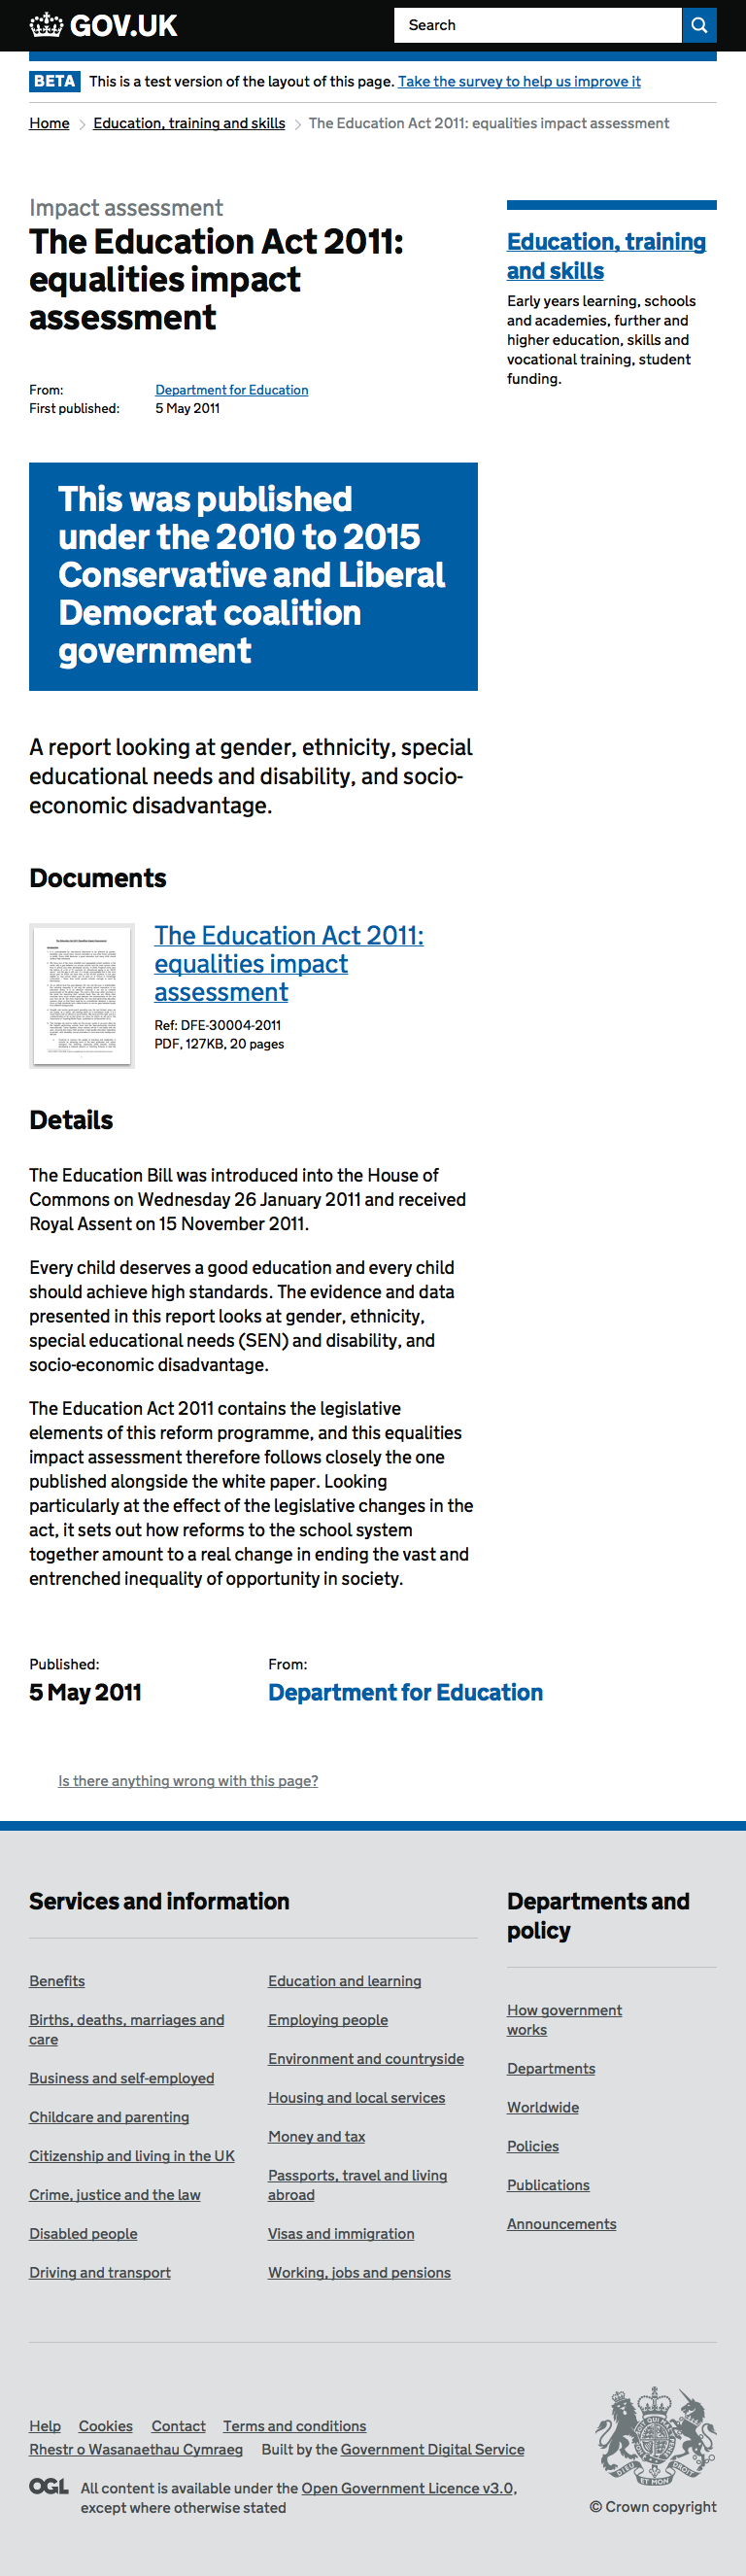 GOV.UK
Search
BETA This is a test version of the layout of this page. Take the survey to help us improve it
Home
Education, training and skills
The Education Act 2011: equalities impact assessment
Impact assessment
The Education Act 2011:
equalities impact
assessment
From: Department for Education
First published: 5 May 2011
Education, training
and skills
Early years learning, schools
and academies, further and
higher education, skills and
vocational training, student
funding.
This was published
under the 2010 to 2015
Conservative and Liberal
Democrat coalition
government
A report looking at gender, ethnicity, special
educational needs and disability, and socio-
economic disadvantage.
Documents
The Education Act 2011:
equalities impact
assessment
Ref: DFE-30004-2011
PDF, 127KB, 20 pages
Details
The Education Bill was introduced into the House of
Commons on Wednesday 26 January 2011 and received
Royal Assent on 15 November 2011.
Every child deserves a good education and every child
should achieve high standards. The evidence and data
presented in this report looks at gender, ethnicity,
special educational needs (SEN) and disability, and
socio-economic disadvantage.
The Education Act 2011 contains the legislative
elements of this reform programme, and this equalities
impact assessment therefore follows closely the one
published alongside the white paper. Looking
particularly at the effect of the legislative changes in the
act, it sets out how reforms to the school system
together amount to a real change in ending the vast and
entrenched inequality of opportunity in society.
Published:
5 May 2011
From:
Department for Education
Is there anything wrong with this page?
Services and information
Benefits
Births, deaths, marriages and
care
Business and self-employed
Childcare and parenting
Citizenship and living in the UK
Crime, justice and the law
Disabled people
Driving and transport
Education and learning
Employing people
Environment and countryside
Housing and local services
Money and tax
Passports, travel and living
abroad
Visas and immigration
Working, jobs and pensions
Departments and
policy
How government
works
Departments
Worldwide
Policies
Publications
Announcements
Help Cookies Contact Terms and conditions
Rhestr o Wasanaethau Cymraeg Built by the Government Digital Service
OGL
All content is available under the Open Government Licence v3.0,
except where otherwise stated
© Crown copyright